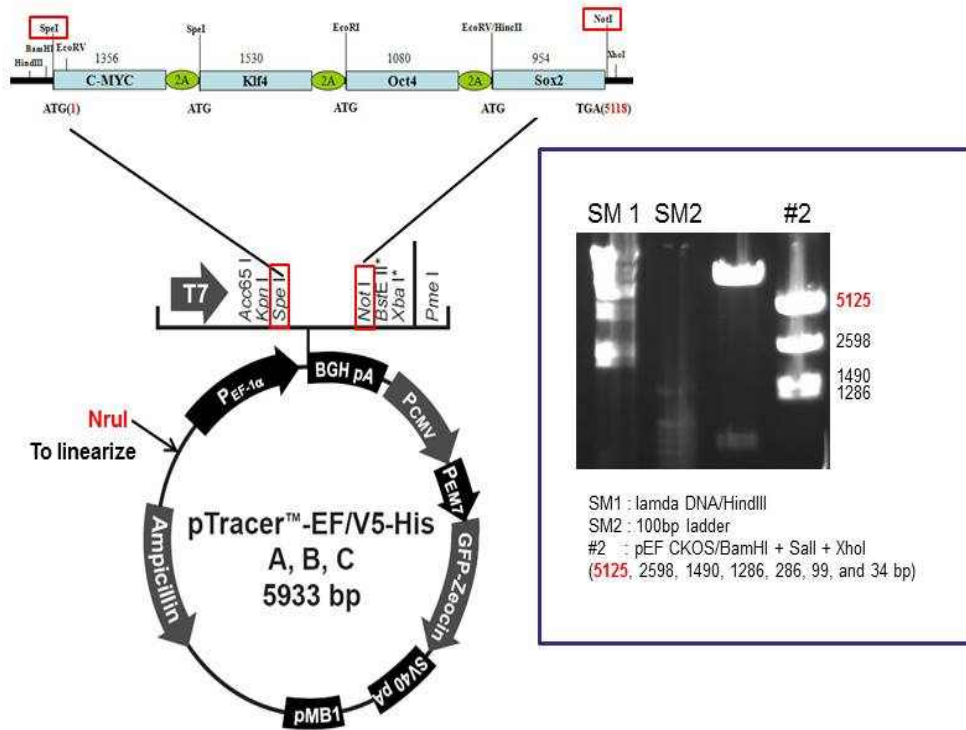 SpeI SpeI EcoRI EcoRV/HincII NotI
BamHI EcoRV XhoI
HindIII
1356 1530 1080 954
C-MYC 2A Klf4 2A Oct4 2A Sox2
ATG(1) ATG ATG ATG TGA(5118)
T7
Acc65 I
Kpn I
Spe I
Not I
BstE II*
Xba I*
Pme I
PEF-1α
BGH pA
PCMV
PEM7
GFP-Zeocin
SV40 pA
pMB1
Ampicillin
NruI
To linearize
pTracer™-EF/V5-His
A, B, C
5933 bp
SM 1 SM2 #2
5125
2598
1490
1286
SM1 : lamda DNA/HindIII
SM2 : 100bp ladder
#2 : pEF CKOS/BamHI + SalI + XhoI
(5125, 2598, 1490, 1286, 286, 99, and 34 bp)